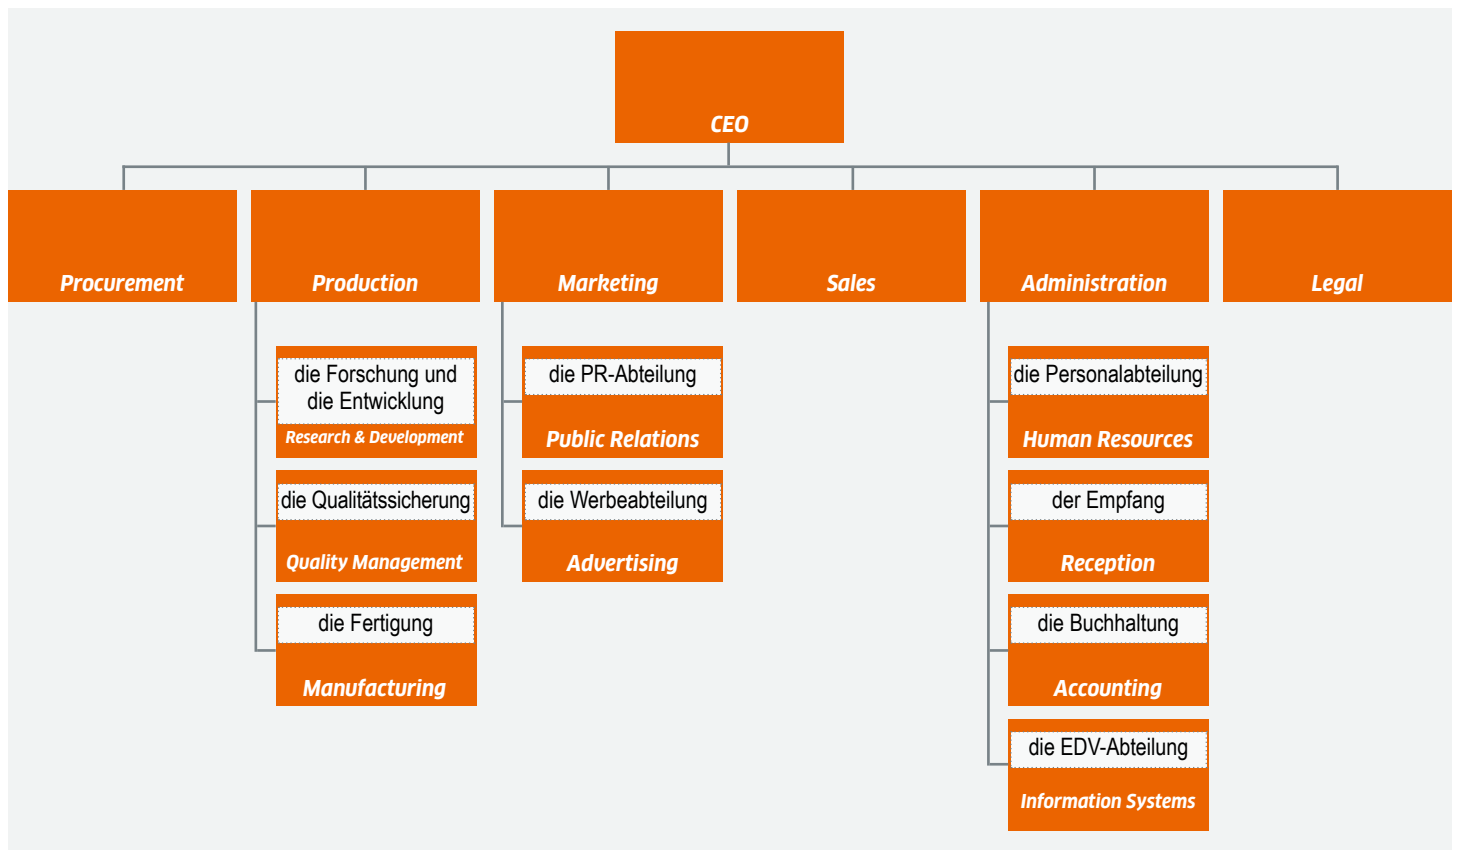 CEO
Procurement
Production
Marketing
Sales
Administration
Legal
die Forschung und
die Entwicklung
Research & Development
die Qualitätssicherung
Quality Management
die Fertigung
Manufacturing
die PR-Abteilung
Public Relations
die Werbeabteilung
Advertising
die Personalabteilung
Human Resources
der Empfang
Reception
die Buchhaltung
Accounting
die EDV-Abteilung
Information Systems